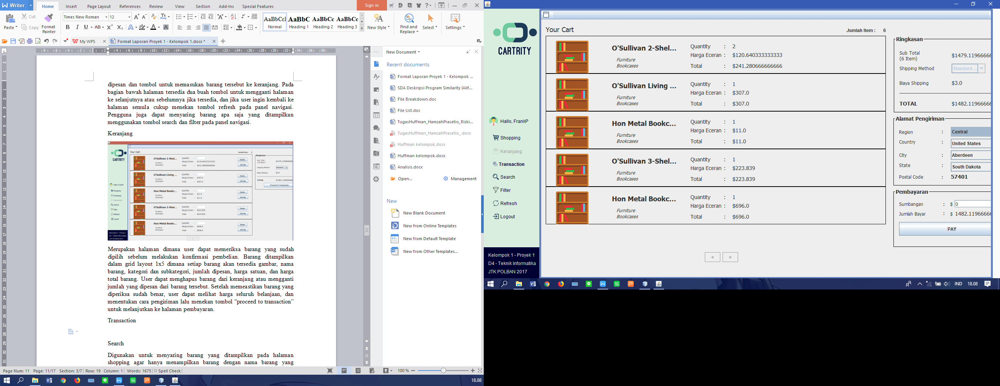 Writer
Home
Insert
Page Layout
References
Review
View
Section
Add-Ins
Special Features
Sign in
Paste
Cut
Copy
Format
Painter
Times New Roman
12
AaBbCcI
AaBbC
AaBbCc
AaBbCc
Normal
Heading 1
Heading 2
Heading 3
New Style
Find and
Replace
Select
Settings
My WPS
Format Laporan Proyek 1 - Kelompok 1.docx *
dipesan dan tombol untuk memasukan barang tersebut ke keranjang. Pada
bagian bawah halaman tersedia dua buah tombol untuk mengganti halaman
ke selanjutnya atau sebelumnya jika tersedia, dan jika user ingin kembali ke
halaman semula cukup menekan tombol refresh pada panel navigasi.
Pengguna juga dapat menyaring barang apa saja yang ditampilkan
menggunakan tombol search dan filter pada panel navigasi.
Keranjang
Merupakan halaman dimana user dapat memeriksa barang yang sudah
dipilih sebelum melakukan konfirmasi pembelian. Barang ditampilkan
dalam grid layout 1x5 dimana setiap barang akan tersedia gambar, nama
barang, kategori dan subkategori, jumlah dipesan, harga satuan, dan harga
total barang. User dapat menghapus barang dari keranjang atau mengganti
jumlah yang dipesan dari barang tersebut. Setelah memeastikan barang yang
diperiksa sudah benar, user dapat melihat harga seluruh belanjaan, dan
menentukan cara pengiriman lalu menekan tombol “proceed to transaction”
untuk melanjutkan ke halaman pembayaran.
Transaction
Search
Digunakan untuk menyaring barang yang ditampilkan pada halaman
shopping agar hanya menampilkan barang dengan nama barang yang
New Document
Recent documents
Format Laporan Proyek 1 - Kelompok ...
SDA Deskripsi Program Similarity (Alif...
File Breakdown.doc
File List.doc
TugasHuffman_HamzahPrasetio_Rizki...
TugasHuffman_HamzahPrasetio_.docx
Huffman kelompok.docx
Huffman kelompok.docx
Analisis.docx
Open...
Management
New
New Blank Document
New from Online Templates
New from Default Template
New from Other Templates...
Page Num: 11 Page: 11/17 Section: 3/7 Row: 19 Column: 1 Words: 1675 Spell Check
100 %
18.08
CARTRITY
Hallo, FrankP
Shopping
Keranjang
Transaction
Search
Filter
Refresh
Logout
Kelompok 1 - Proyek 1
D4 - Teknik Informatika
JTK POLBAN 2017
Your Cart
Jumlah Item : 6
O'Sullivan 2-Shel...
Furniture
Bookcases
Quantity : 2
Harga Eceran : $120.640333333333
Total : $241.280666666666
O'Sullivan Living ...
Furniture
Bookcases
Quantity : 1
Harga Eceran : $307.0
Total : $307.0
Hon Metal Bookc...
Furniture
Bookcases
Quantity : 1
Harga Eceran : $11.0
Total : $11.0
O'Sullivan 3-Shel...
Furniture
Bookcases
Quantity : 1
Harga Eceran : $223.839
Total : $223.839
Hon Metal Bookc...
Furniture
Bookcases
Quantity : 1
Harga Eceran : $696.0
Total : $696.0
< >
Ringkasan
Sub Total
(6 Item)
$1479.11966666
Shipping Method Standard ...
Biaya Shipping $3.0
TOTAL $1482.11966666
Alamat Pengiriman
Region : Central
Country : United States
City : Aberdeen
State : South Dakota
Postal Code : 57401
Pembayaran
Sumbangan : $ 0
Jumlah Bayar : $ 1482.1196666
PAY
IND 18.08